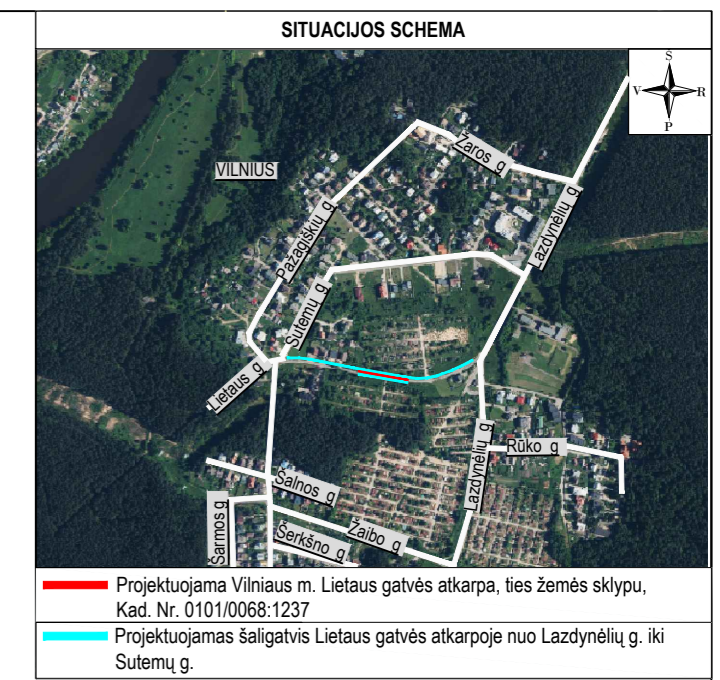 SITUACIJOS SCHEMA
Š
V
R
P
VILNIUS
Žaros g
Pažagiškių g
Lazdynėlių g
Sutemų g
Lietaus g
Lazdynėlių g
Rūko g
Šalnos g
Šarmos g
Žaibo g
Šerkšno g
Projektuojama Vilniaus m. Lietaus gatvės atkarpa, ties žemės sklypu,
Kad. Nr. 0101/0068:1237
Projektuojamas šaligatvis Lietaus gatvės atkarpoje nuo Lazdynėlių g. iki
Sutemų g.